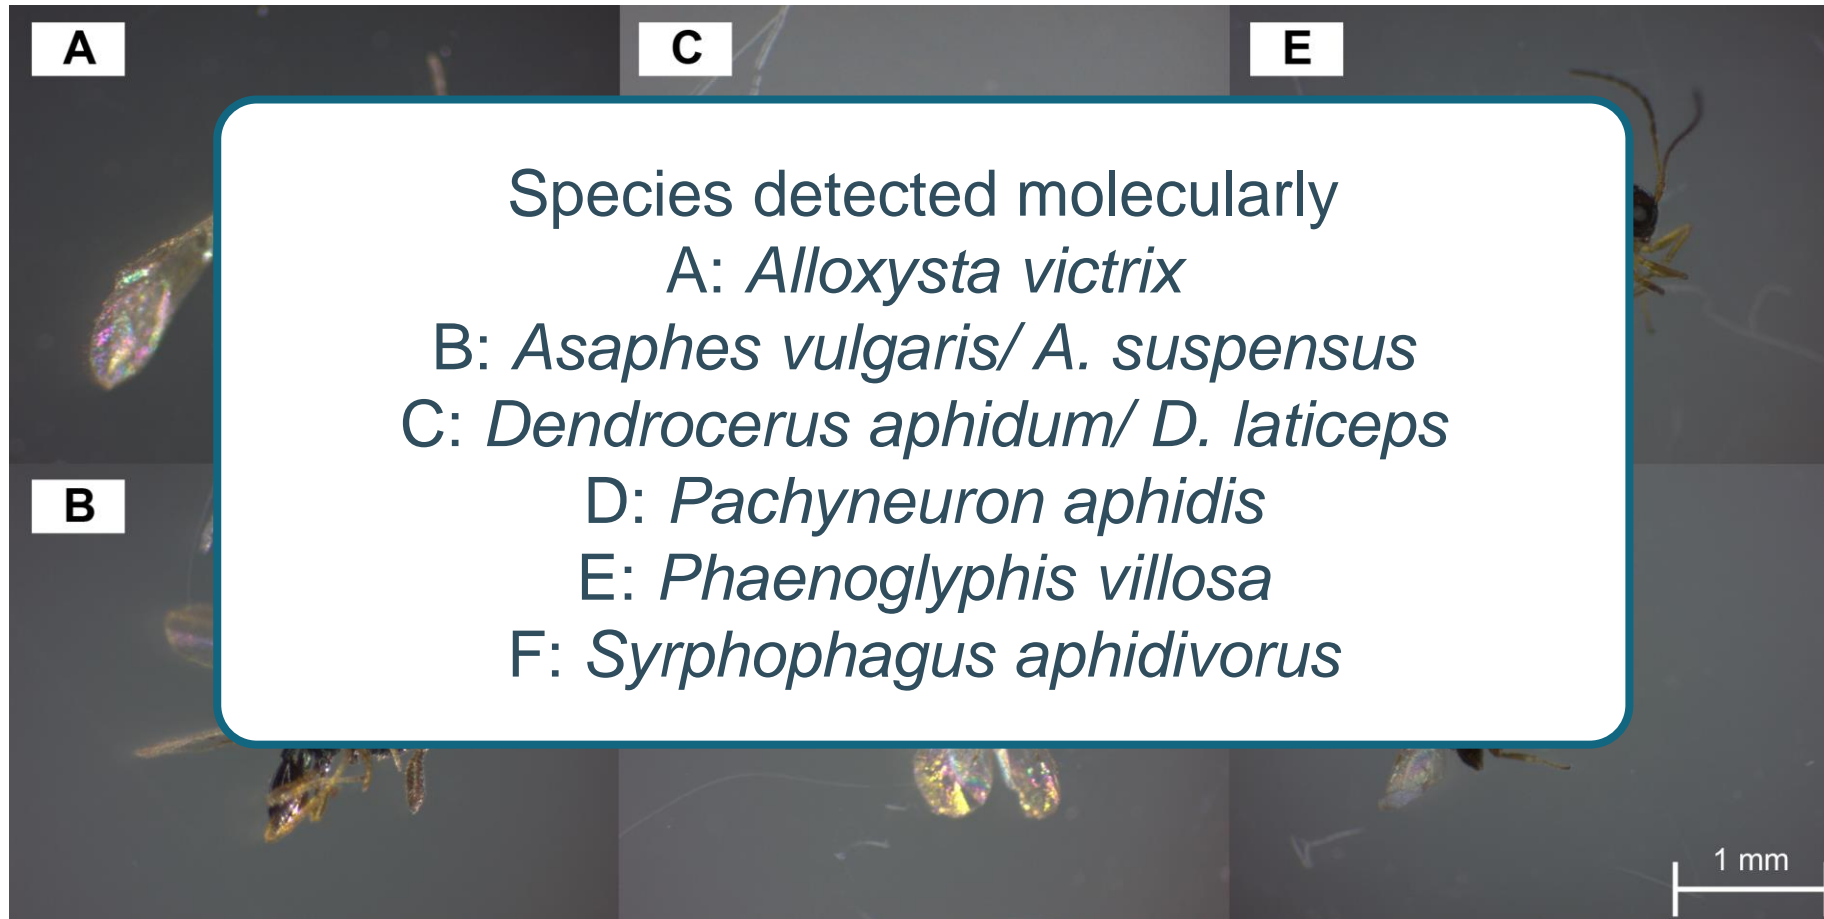 A
C
E
Species detected molecularly
A: Alloxysta victrix
B: Asaphes vulgaris/ A. suspensus
C: Dendrocerus aphidum/ D. laticeps
D: Pachyneuron aphidis
E: Phaenoglyphis villosa
F: Syrphophagus aphidivorus
B
1 mm